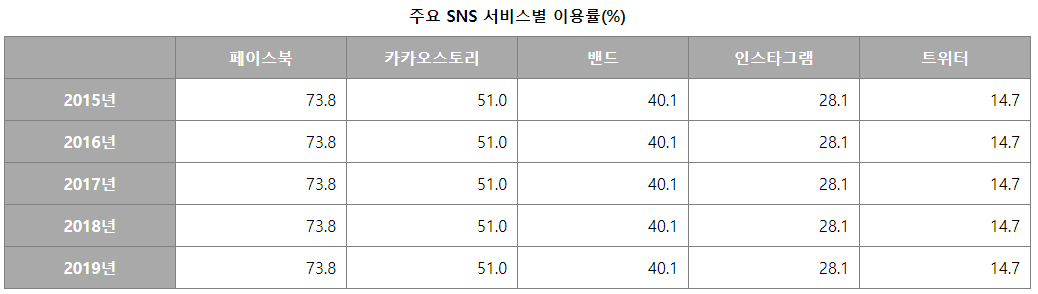 주요 SNS 서비스별 이용률(%)
페이스북 카카오스토리 밴드 인스타그램 트위터
2015년 73.8 51.0 40.1 28.1 14.7
2016년 73.8 51.0 40.1 28.1 14.7
2017년 73.8 51.0 40.1 28.1 14.7
2018년 73.8 51.0 40.1 28.1 14.7
2019년 73.8 51.0 40.1 28.1 14.7